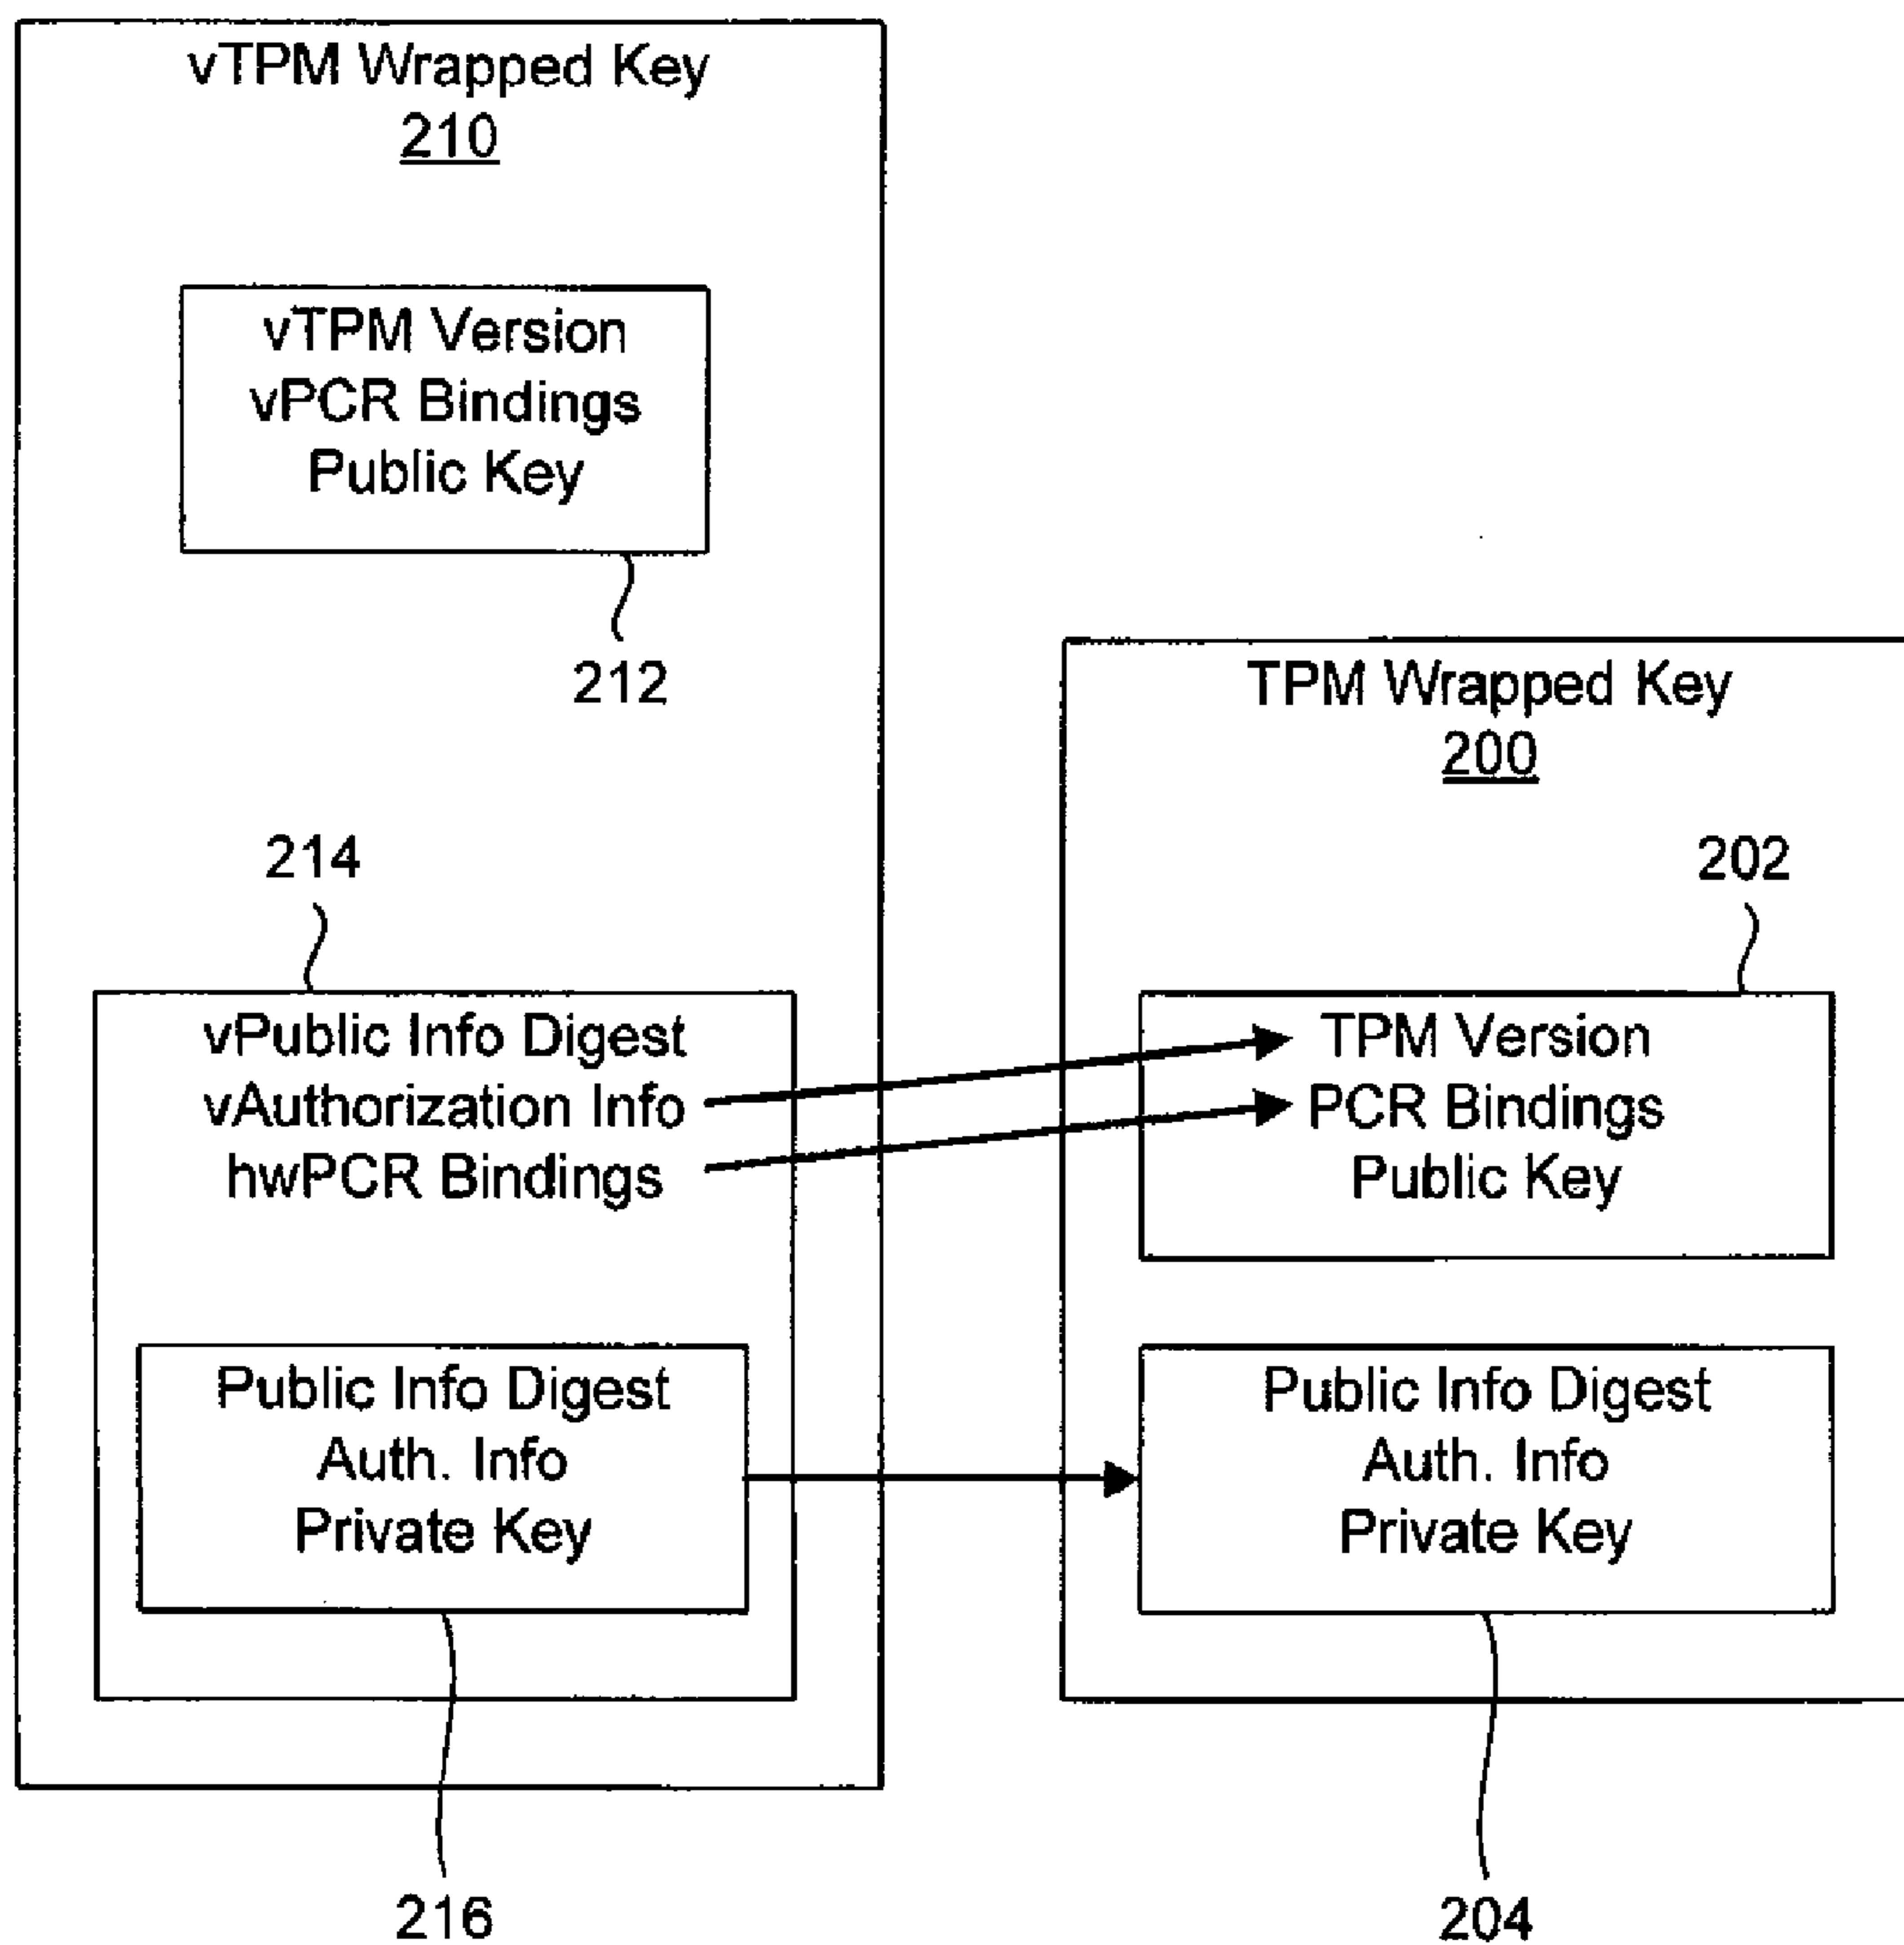 vTPM Wrapped Key
210
vTPM Version
vPCR Bindings
Public Key
212
214
vPublic Info Digest
vAuthorization Info
hwPCR Bindings
Public Info Digest
Auth. Info
Private Key
216
TPM Wrapped Key
200
202
TPM Version
PCR Bindings
Public Key
Public Info Digest
Auth. Info
Private Key
204